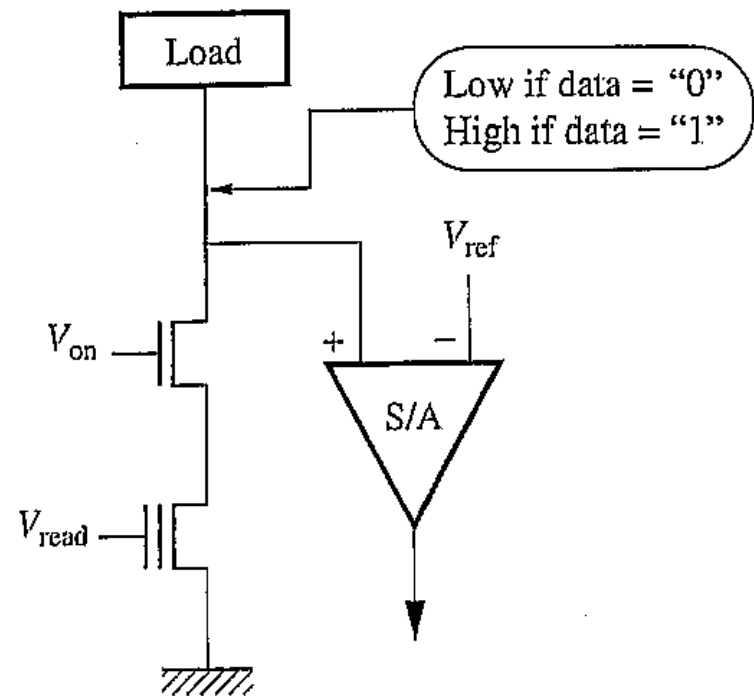 Load
Low if data = “0”
High if data = “1”
V_ref
V_on
+ −
S/A
V_read